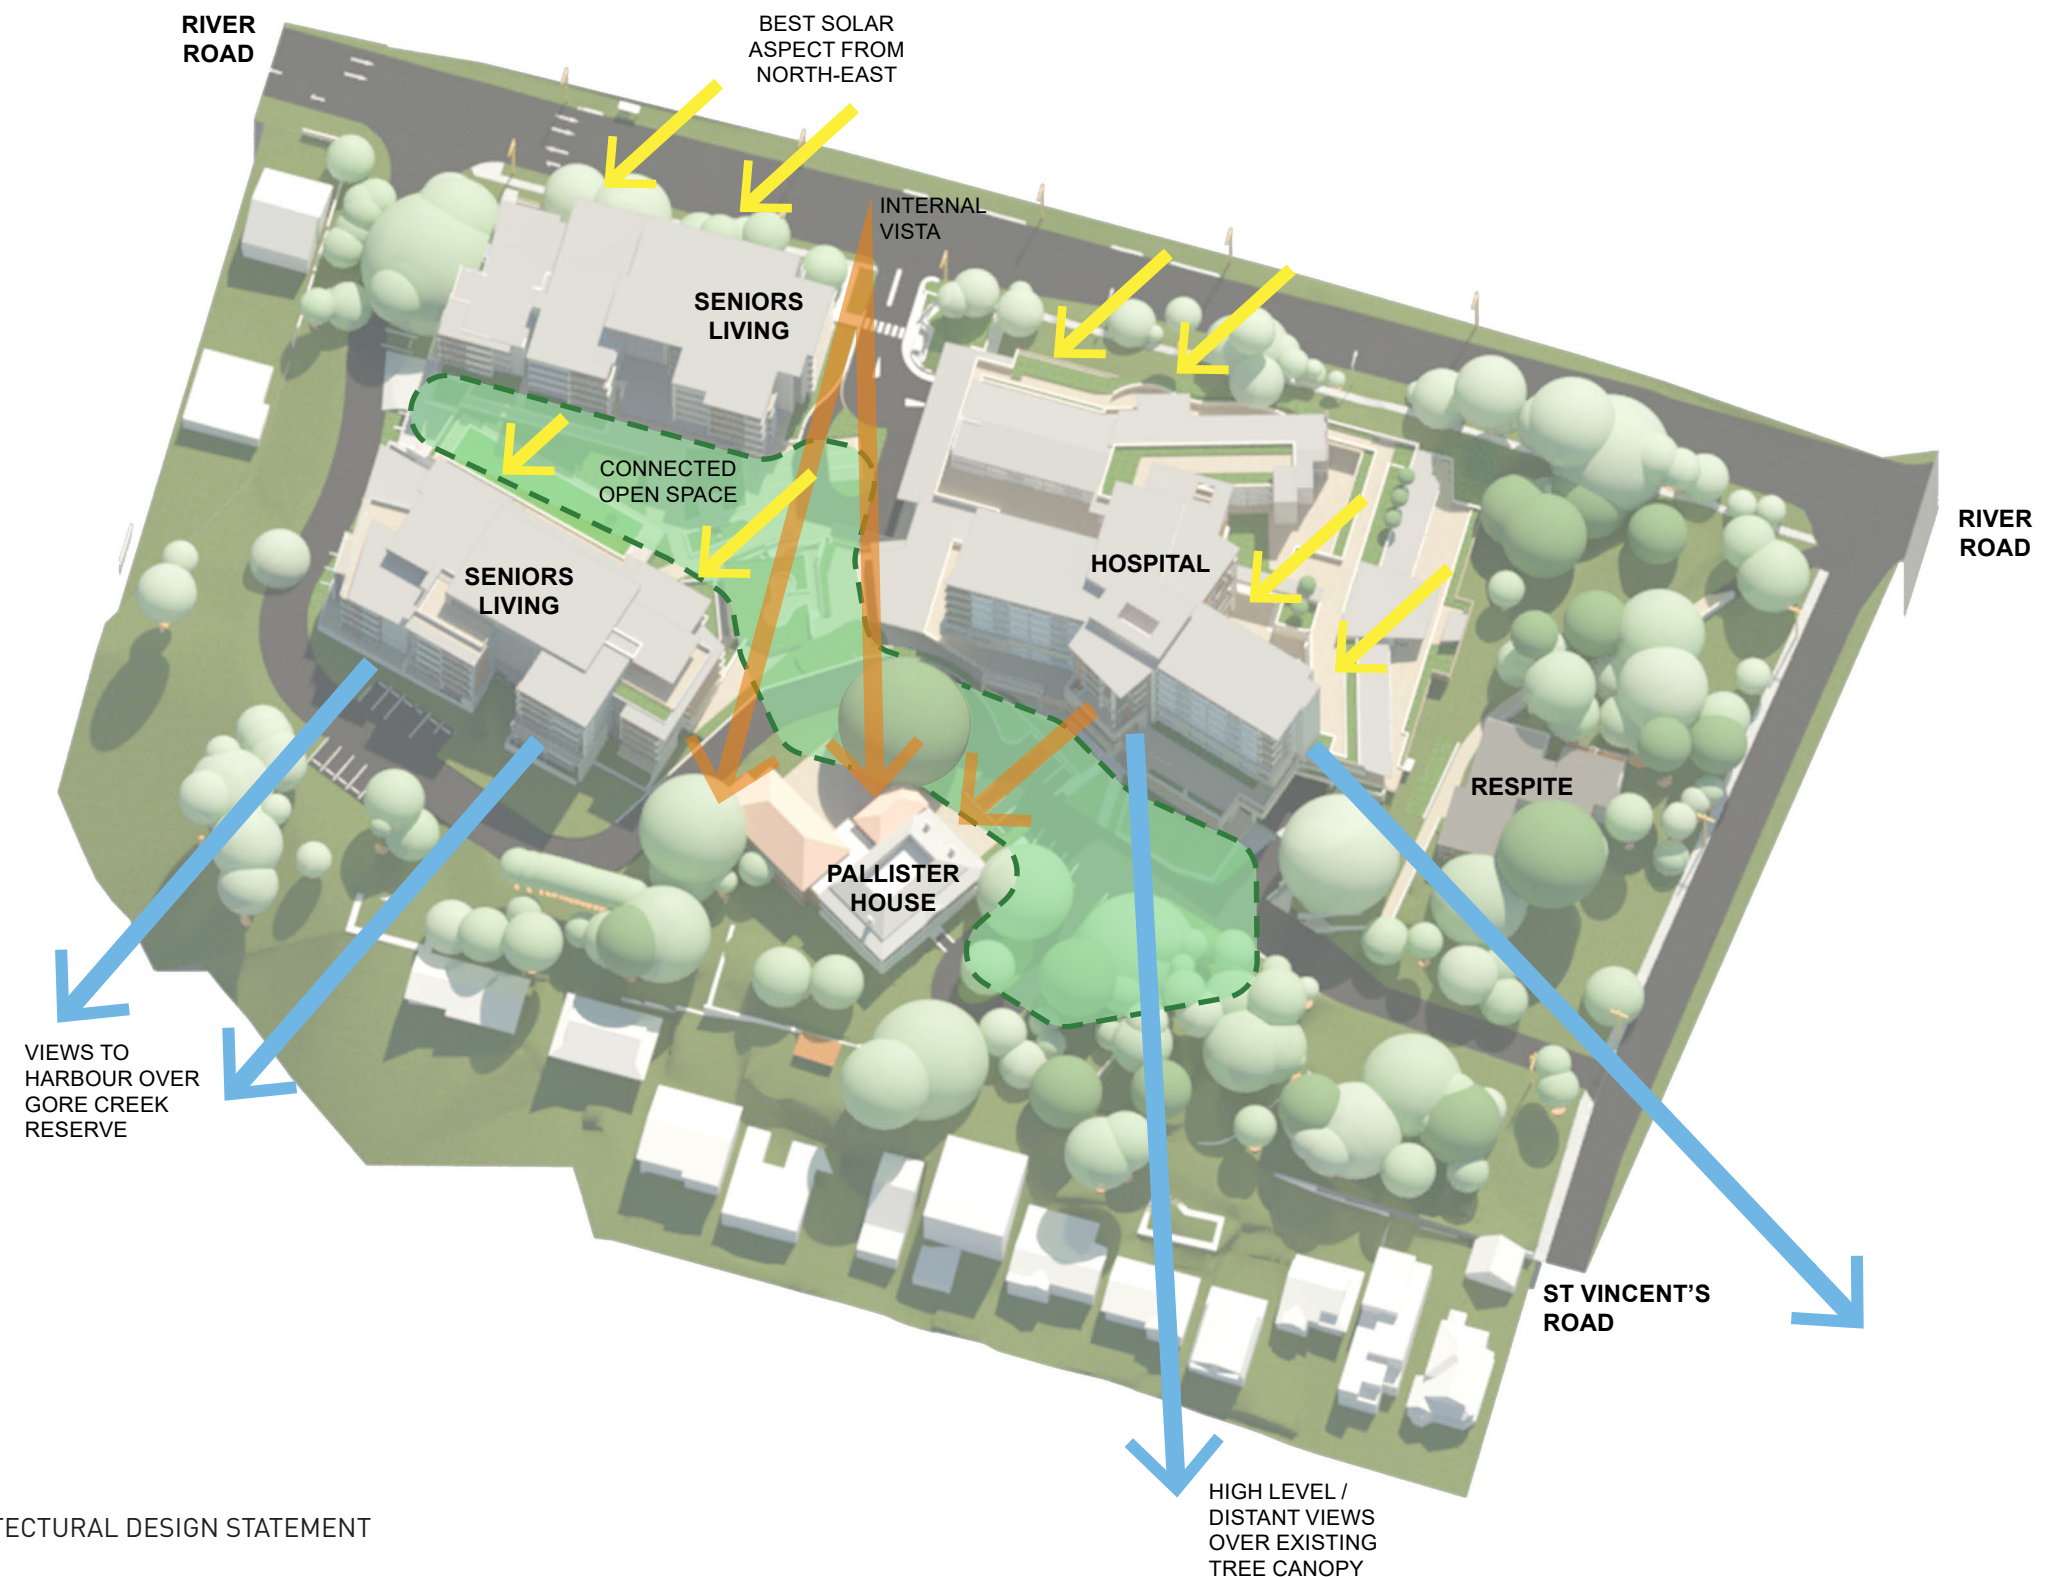 RIVER
ROAD
BEST SOLAR
ASPECT FROM
NORTH-EAST
INTERNAL
VISTA
SENIORS
LIVING
CONNECTED
OPEN SPACE
RIVER
ROAD
HOSPITAL
SENIORS
LIVING
RESPITE
PALLISTER
HOUSE
VIEWS TO
HARBOUR OVER
GORE CREEK
RESERVE
ST VINCENT'S
ROAD
HIGH LEVEL /
DISTANT VIEWS
OVER EXISTING
TREE CANOPY
TECTURAL DESIGN STATEMENT